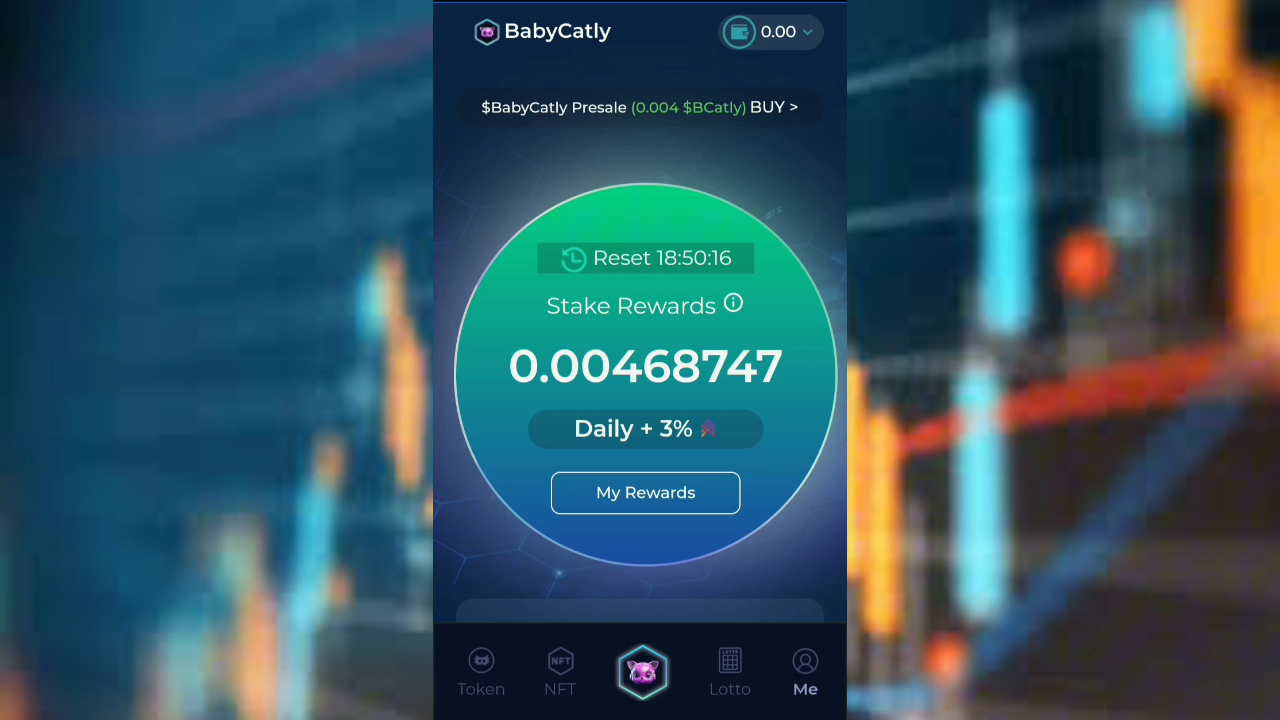 BabyCatly
0.00
$BabyCatly Presale (0.004 $BCatly) BUY >
Reset 18:50:16
Stake Rewards
0.00468747
Daily + 3%
My Rewards
NFT
LOTTO
Token
NFT
Lotto
Me